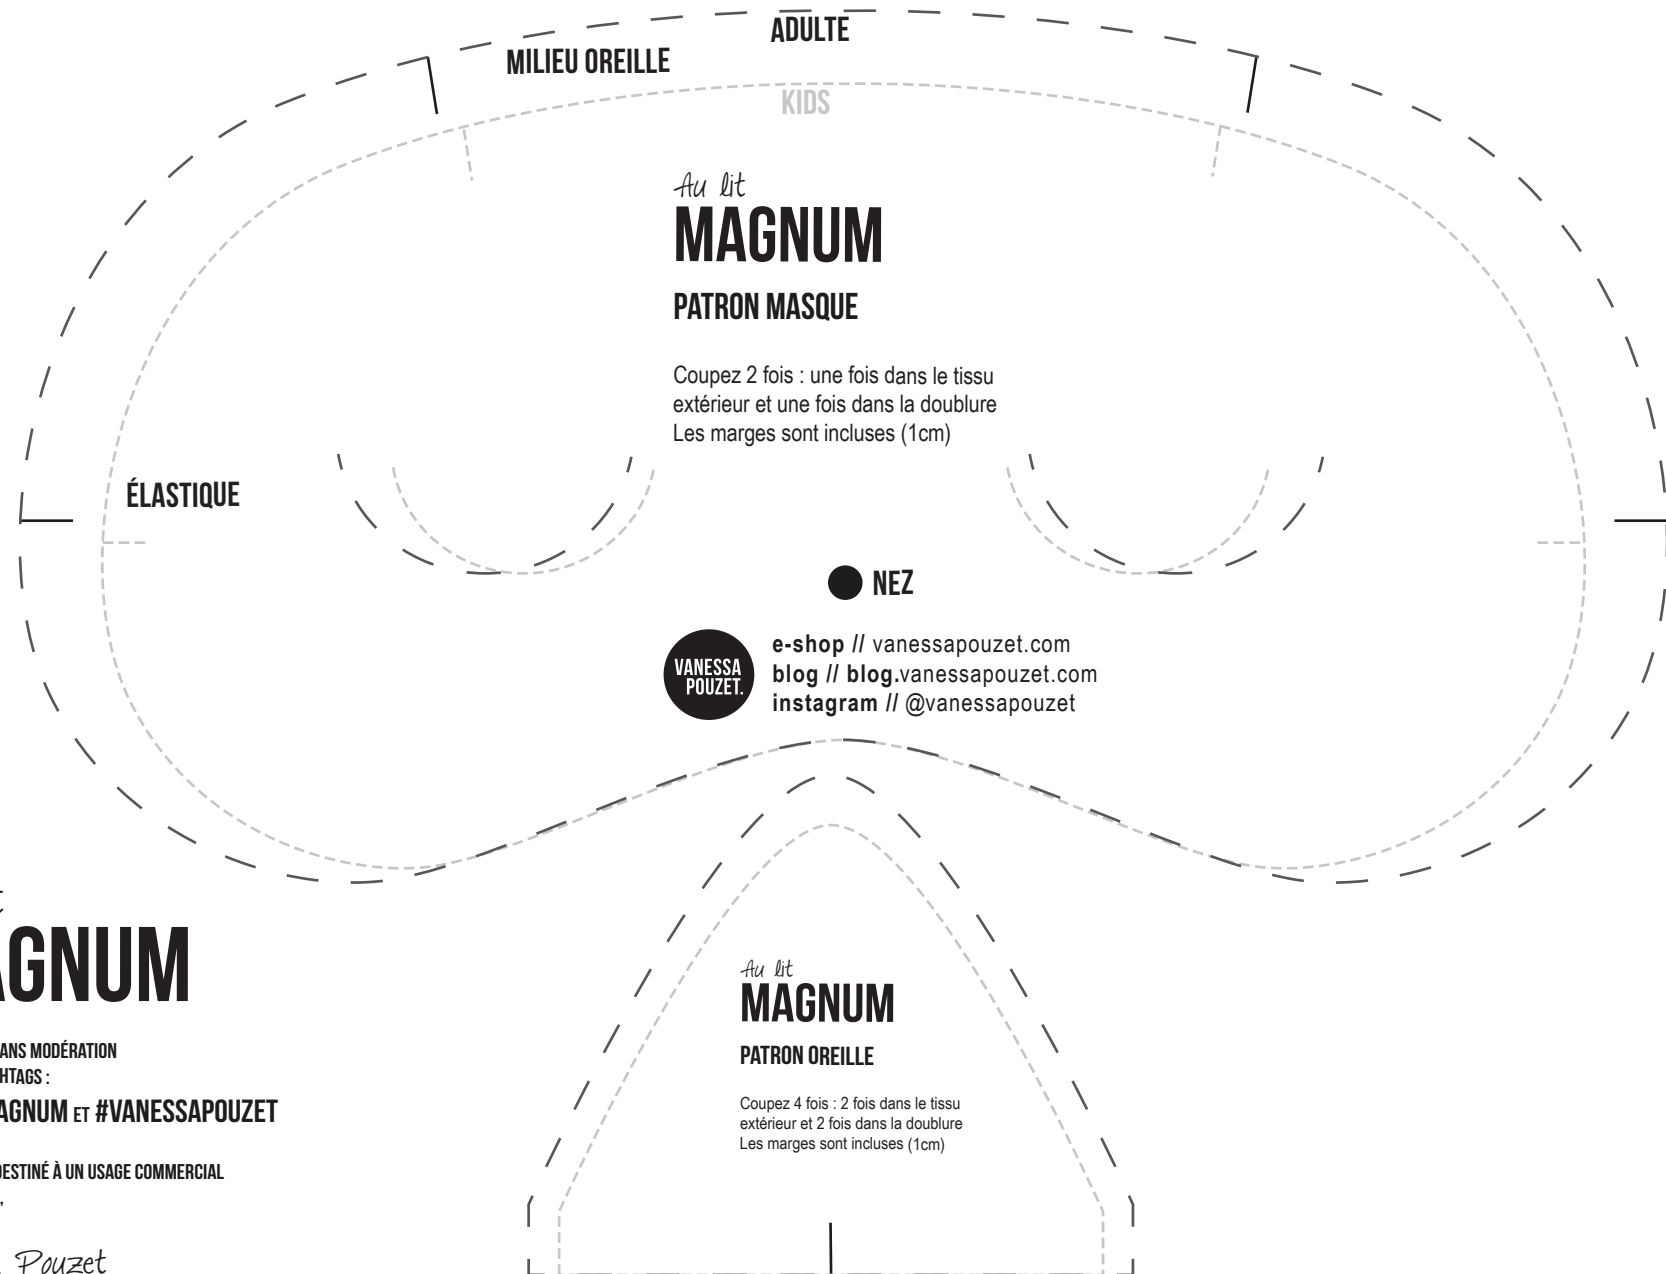 ADULTE
MILIEU OREILLE
KIDS
Au lit
MAGNUM
PATRON MASQUE
Coupez 2 fois : une fois dans le tissu
extérieur et une fois dans la doublure
Les marges sont incluses (1cm)
ÉLASTIQUE
NEZ
VANESSA
POUZET.
e-shop // vanessapouzet.com
blog // blog.vanessapouzet.com
instagram // @vanessapouzet
AGNUM
ANS MODÉRATION
HTAGS :
AGNUM ET #VANESSAPOUZET
DESTINÉ À UN USAGE COMMERCIAL
Pouzet
Au lit
MAGNUM
PATRON OREILLE
Coupez 4 fois : 2 fois dans le tissu
extérieur et 2 fois dans la doublure
Les marges sont incluses (1cm)